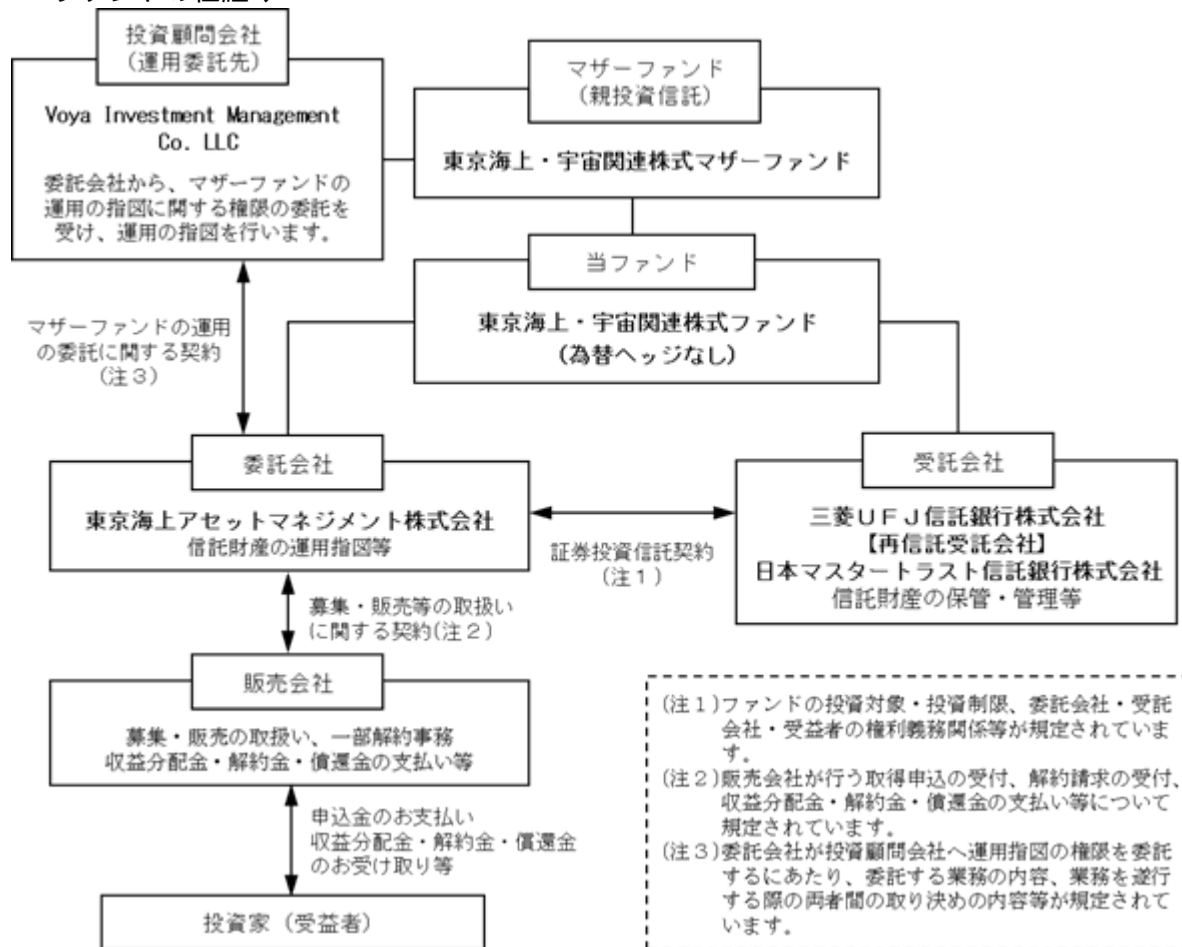 投資顧問会社
（運用委託先）
Voya Investment Management
Co. LLC
委託会社から、マザーファンドの
運用の指図に関する権限の委託を
受け、運用の指図を行います。
マザーファンド
（親投資信託）
東京海上・宇宙関連株式マザーファンド
当ファンド
東京海上・宇宙関連株式ファンド
（為替ヘッジなし）
マザーファンドの運用
の委託に関する契約
（注３）
委託会社
東京海上アセットマネジメント株式会社
信託財産の運用指図等
証券投資信託契約
（注１）
受託会社
三菱ＵＦＪ信託銀行株式会社
【再信託受託会社】
日本マスタートラスト信託銀行株式会社
信託財産の保管・管理等
募集・販売等の取扱い
に関する契約(注２)
販売会社
募集・販売の取扱い、一部解約事務
収益分配金・解約金・償還金の支払い等
申込金のお支払い
収益分配金・解約金・償還金
のお受け取り等
投資家（受益者）
(注１)ファンドの投資対象・投資制限、委託会社・受託
会社・受益者の権利義務関係等が規定されていま
す。
(注２)販売会社が行う取得申込の受付、解約請求の受付、
収益分配金・解約金・償還金の支払い等について
規定されています。
(注３)委託会社が投資顧問会社へ運用指図の権限を委託
するにあたり、委託する業務の内容、業務を遂行
する際の両者間の取り決めの内容等が規定されて
います。